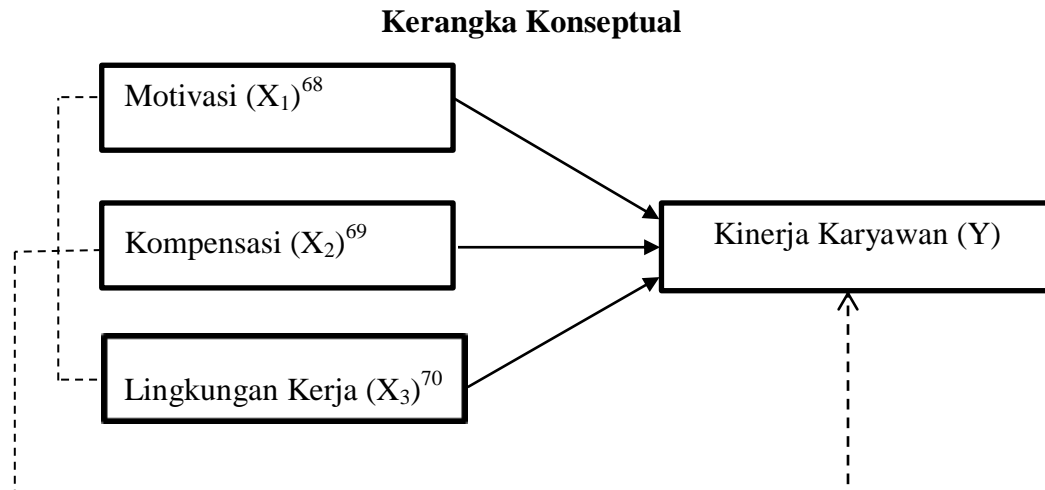 Kerangka Konseptual
Motivasi (X₁)⁶⁸
Kompensasi (X₂)⁶⁹
Kinerja Karyawan (Y)
Lingkungan Kerja (X₃)⁷⁰